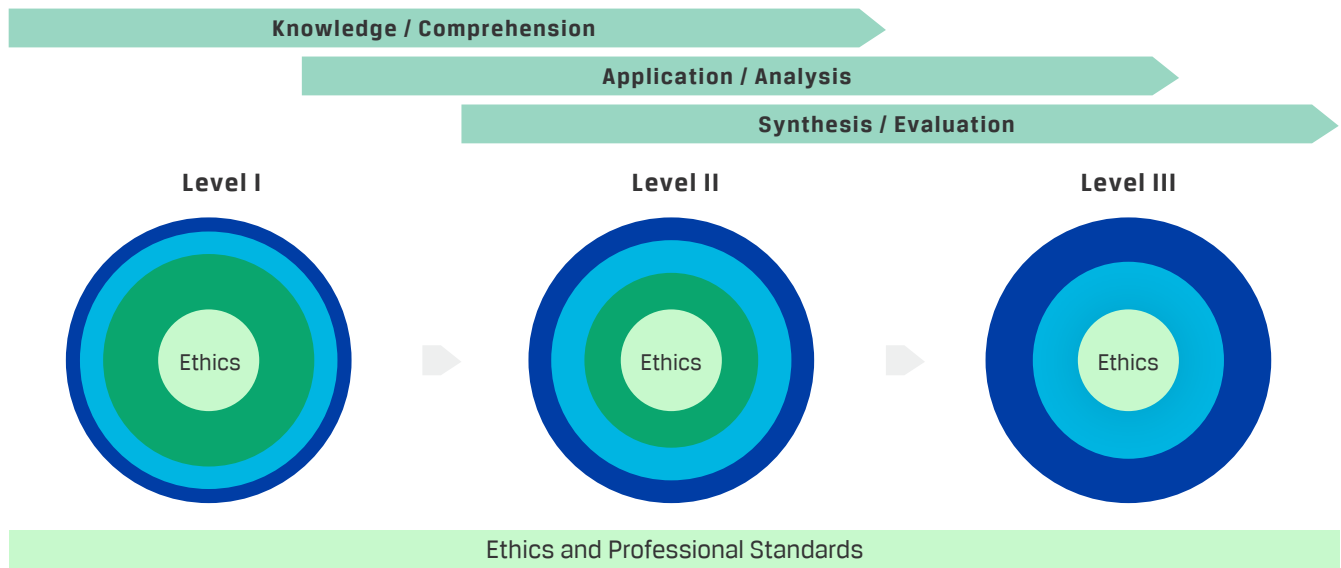 Knowledge / Comprehension
Application / Analysis
Synthesis / Evaluation
Level I
Level II
Level III
Ethics
Ethics
Ethics
Ethics and Professional Standards